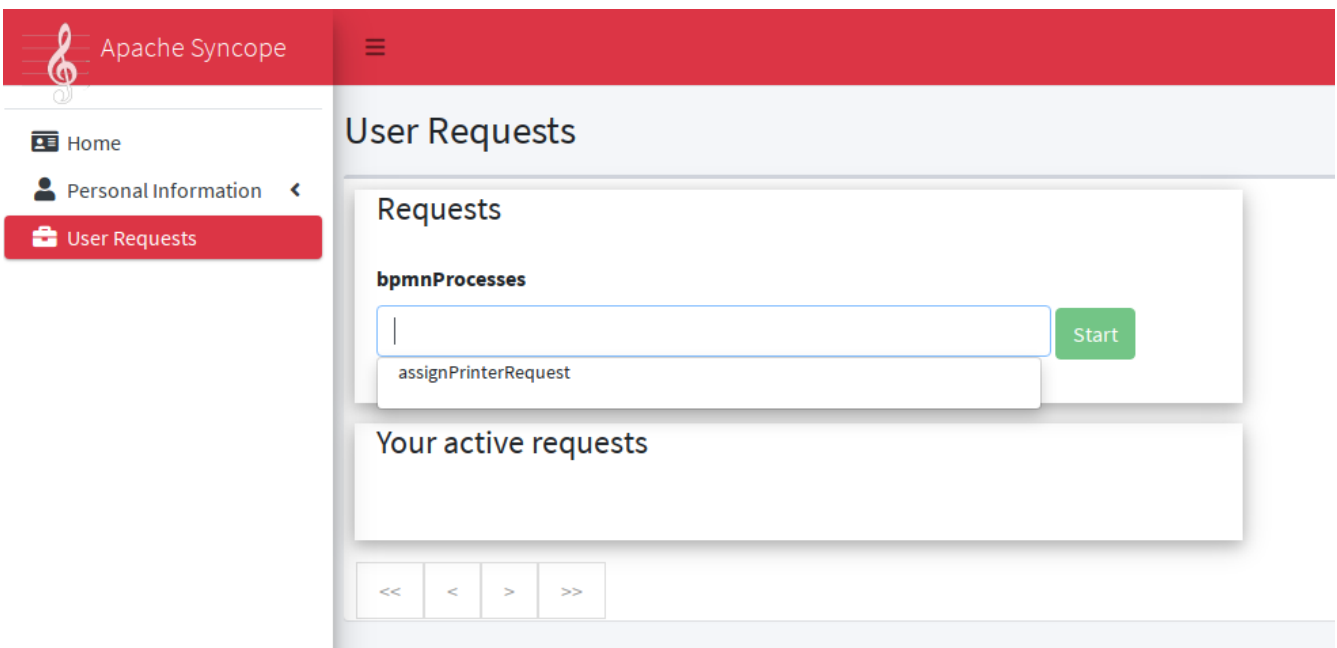 Apache Syncope
Home
Personal Information
User Requests
User Requests
Requests
bpmnProcesses
Start
assignPrinterRequest
Your active requests
<< < > >>